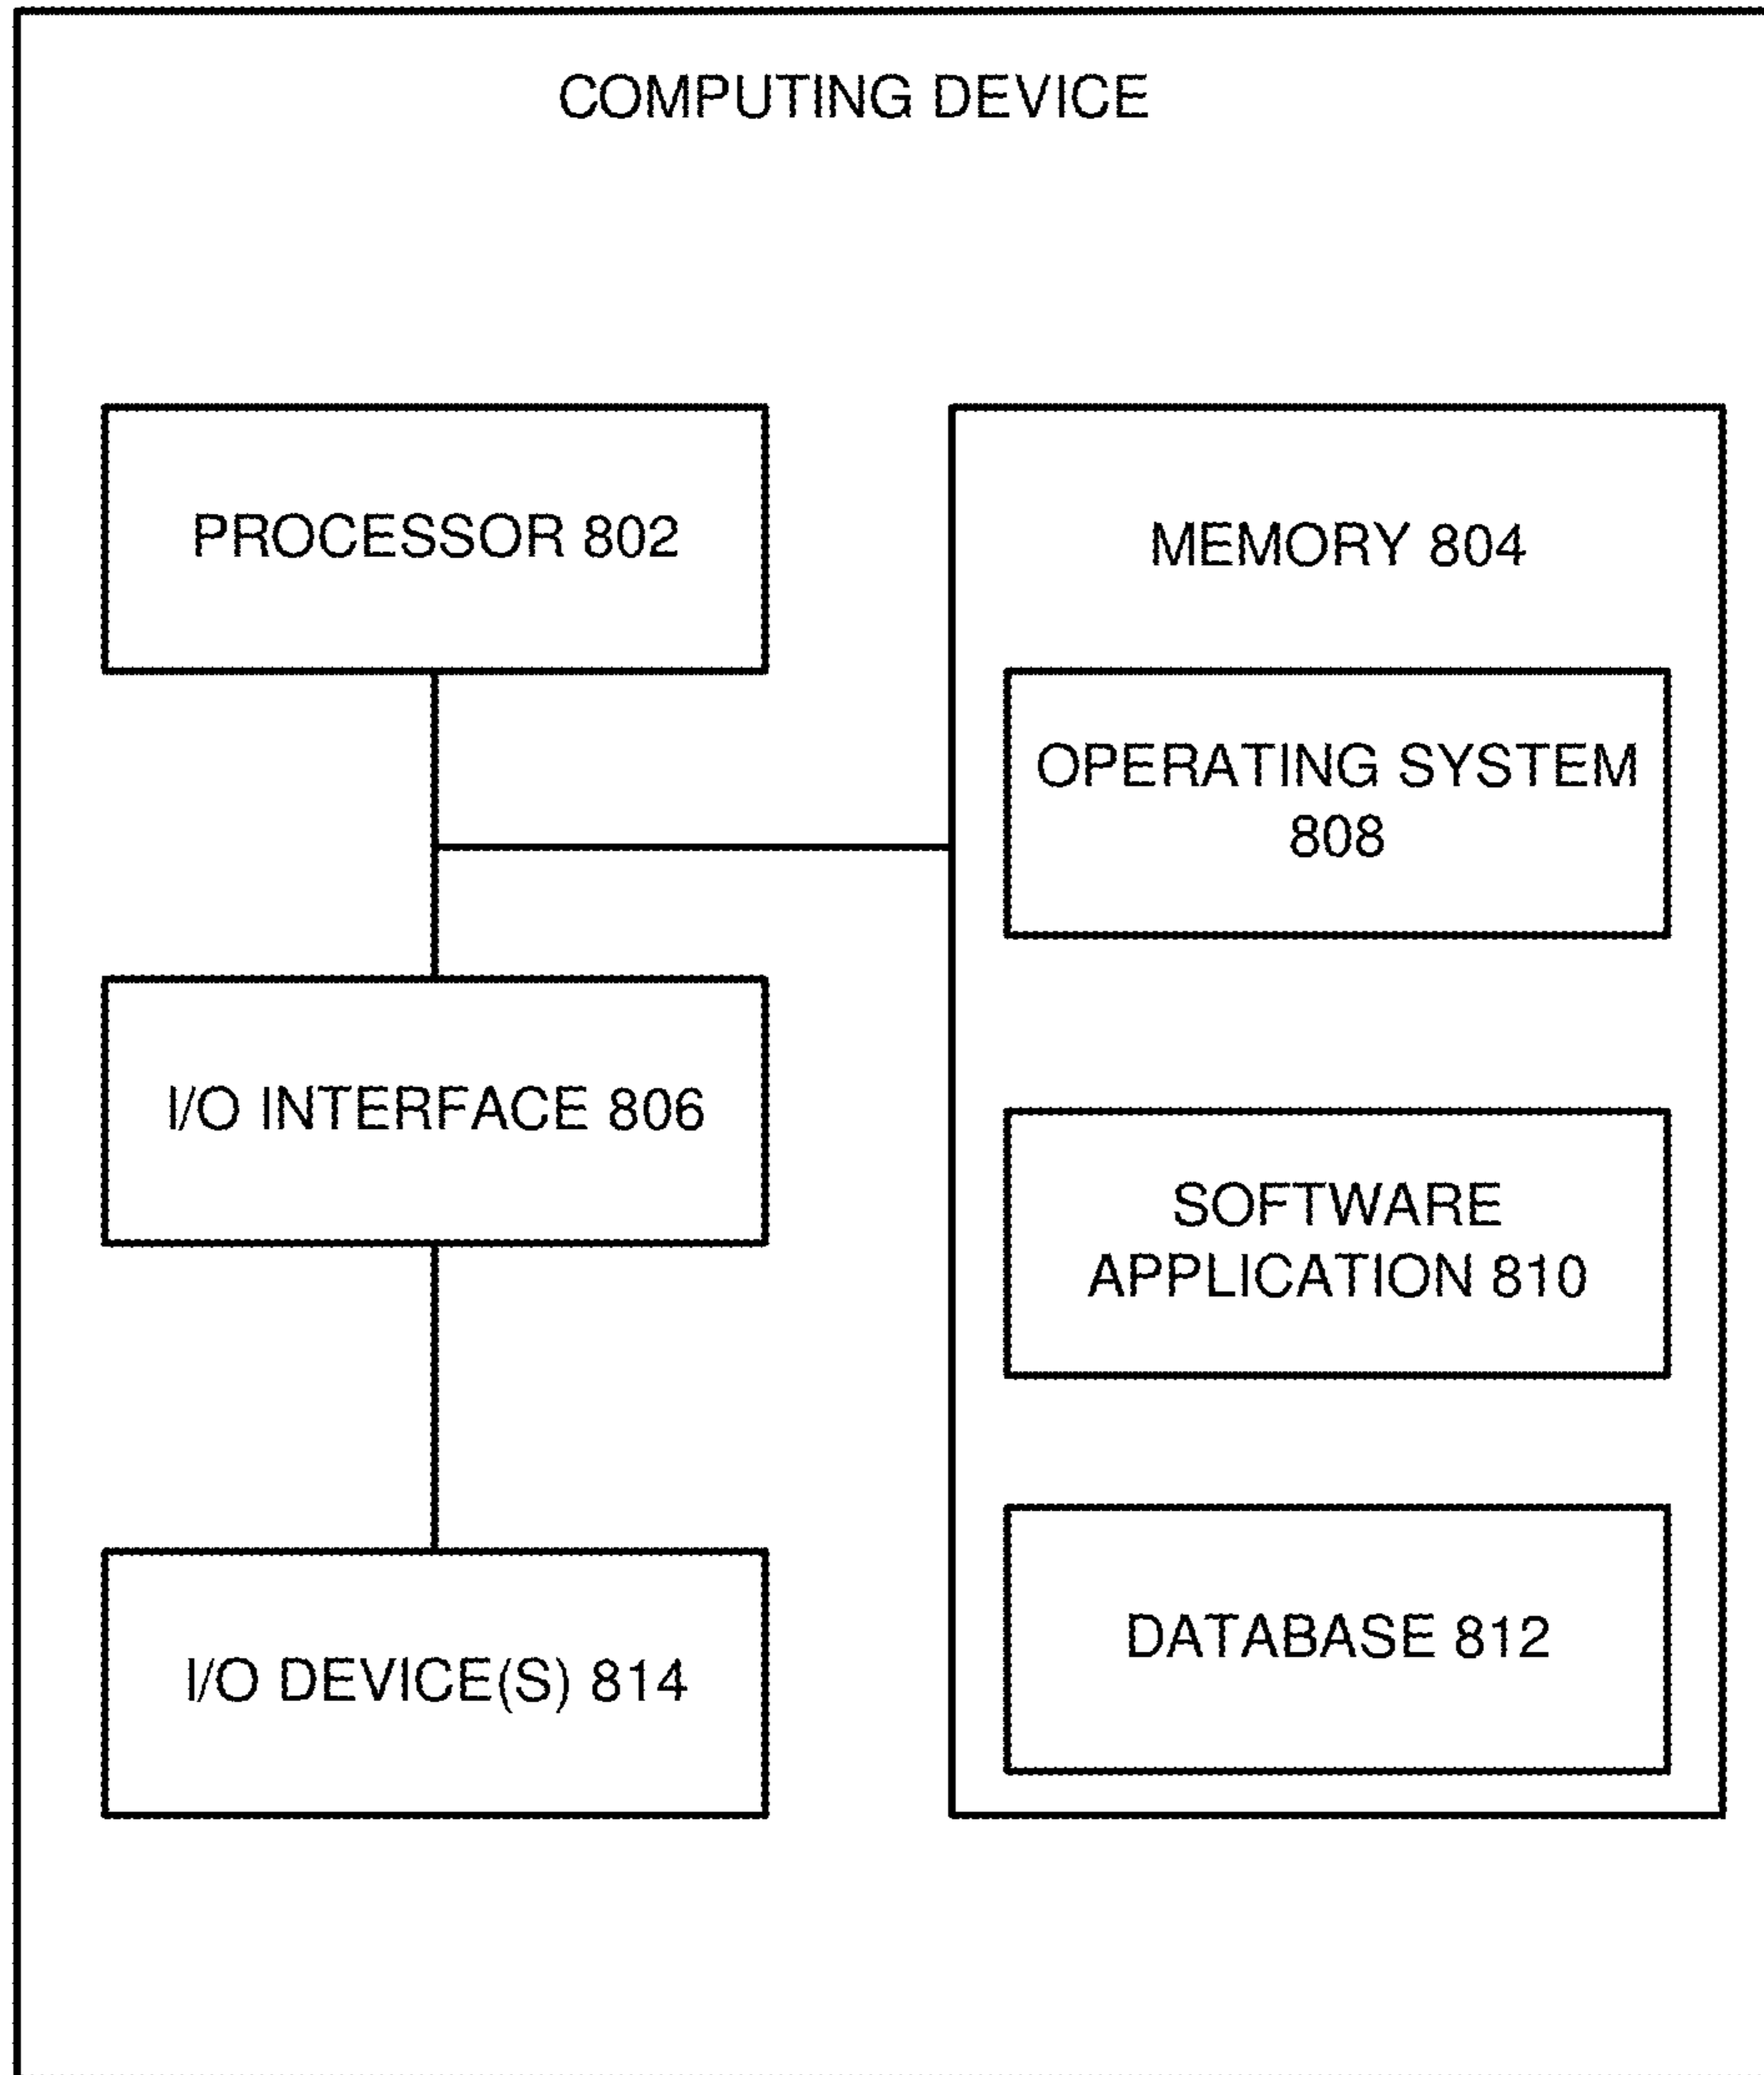 COMPUTING DEVICE
PROCESSOR 802
MEMORY 804
OPERATING SYSTEM
808
I/O INTERFACE 806
SOFTWARE
APPLICATION 810
I/O DEVICE(S) 814
DATABASE 812